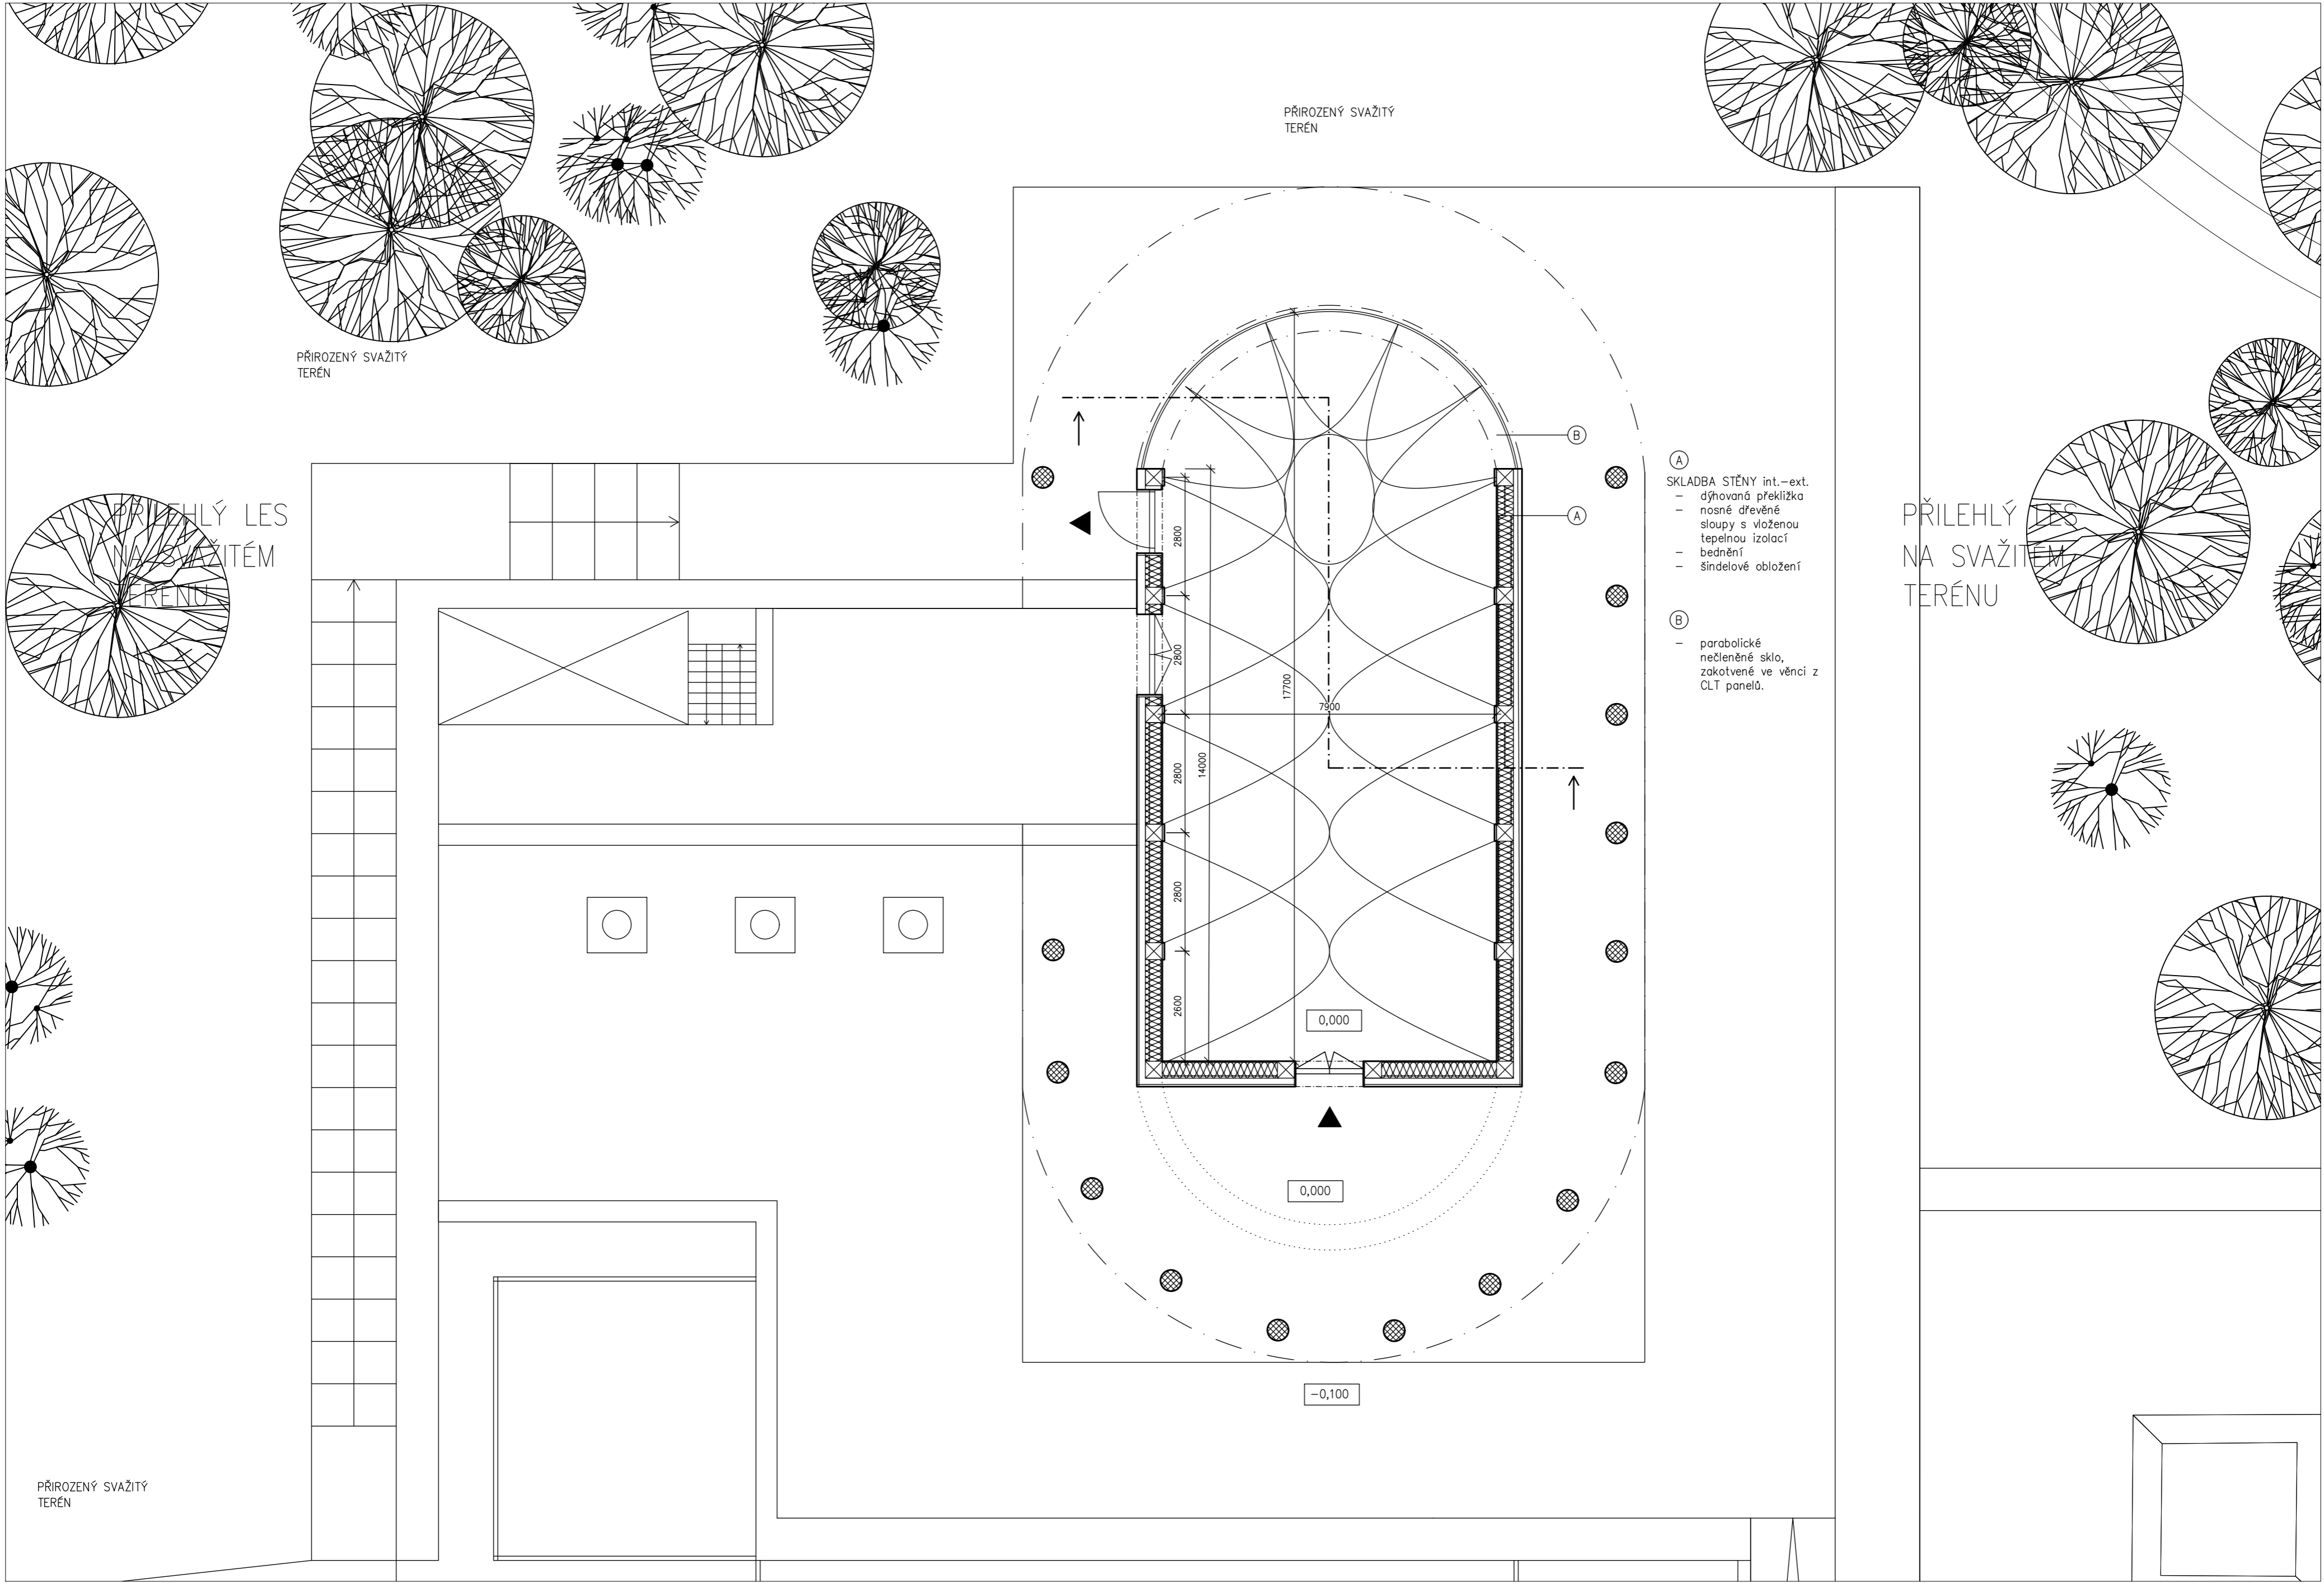 PŘIROZENÝ SVAŽITÝ
TERÉN
PŘIROZENÝ SVAŽITÝ
TERÉN
PŘILEHLÝ LES
NA SVAŽITÉM
TERÉNU
B
A
2800
2800
2800
2800
2600
14000
17700
7900
0,000
0,000
-0,100
A
SKLADBA STĚNY int.-ext.
- dýhovaná překližka
- nosné dřevěné
sloupy s vloženou
tepelnou izolací
- bednění
- šindelové obložení
B
- parabolické
nečleněné sklo,
zakotvené ve věnci z
CLT panelů.
PŘILEHLÝ LES
NA SVAŽITÉM
TERÉNU
PŘIROZENÝ SVAŽITÝ
TERÉN